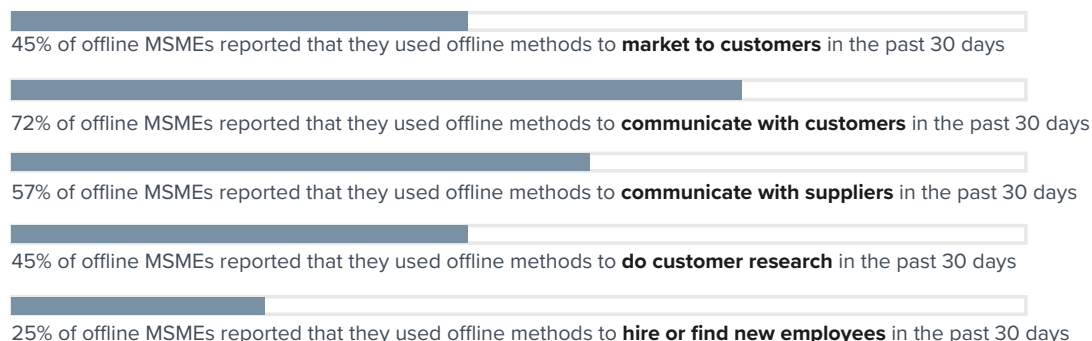 45% of offline MSMEs reported that they used offline methods to market to customers in the past 30 days
72% of offline MSMEs reported that they used offline methods to communicate with customers in the past 30 days
57% of offline MSMEs reported that they used offline methods to communicate with suppliers in the past 30 days
45% of offline MSMEs reported that they used offline methods to do customer research in the past 30 days
25% of offline MSMEs reported that they used offline methods to hire or find new employees in the past 30 days